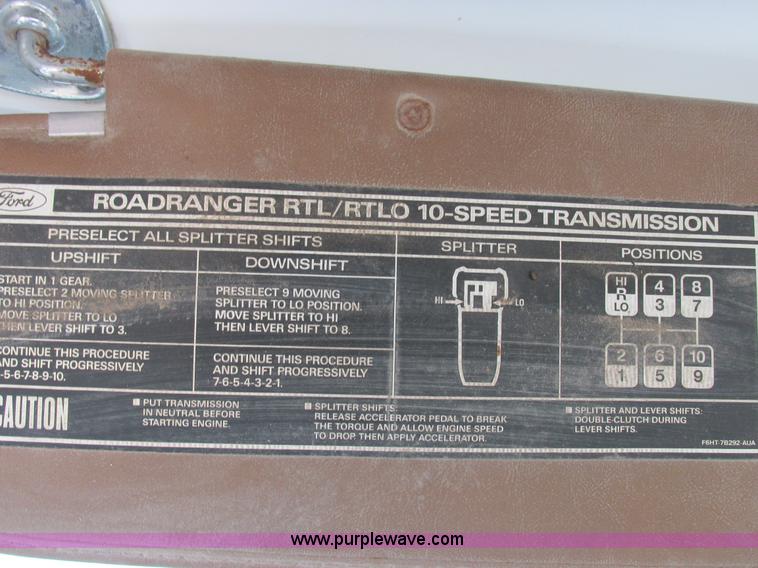 Ford
ROADRANGER RTL/RTLO 10-SPEED TRANSMISSION
PRESELECT ALL SPLITTER SHIFTS
UPSHIFT
START IN 1 GEAR.
PRESELECT 2 MOVING SPLITTER
TO HI POSITION.
MOVE SPLITTER TO LO
THEN LEVER SHIFT TO 3.
CONTINUE THIS PROCEDURE
AND SHIFT PROGRESSIVELY
-5-6-7-8-9-10.
DOWNSHIFT
PRESELECT 9 MOVING
SPLITTER TO LO POSITION.
MOVE SPLITTER TO HI
THEN LEVER SHIFT TO 8.
CONTINUE THIS PROCEDURE
AND SHIFT PROGRESSIVELY
7-6-5-4-3-2-1.
SPLITTER
HI LO
POSITIONS
HI 4 8
R
LO 3 7
2 6 10
1 5 9
CAUTION
PUT TRANSMISSION
IN NEUTRAL BEFORE
STARTING ENGINE.
SPLITTER SHIFTS:
RELEASE ACCELERATOR PEDAL TO BREAK
THE TORQUE AND ALLOW ENGINE SPEED
TO DROP THEN APPLY ACCELERATOR.
SPLITTER AND LEVER SHIFTS:
DOUBLE-CLUTCH DURING
LEVER SHIFTS.
F6HT-7B292-AUA
www.purplewave.com